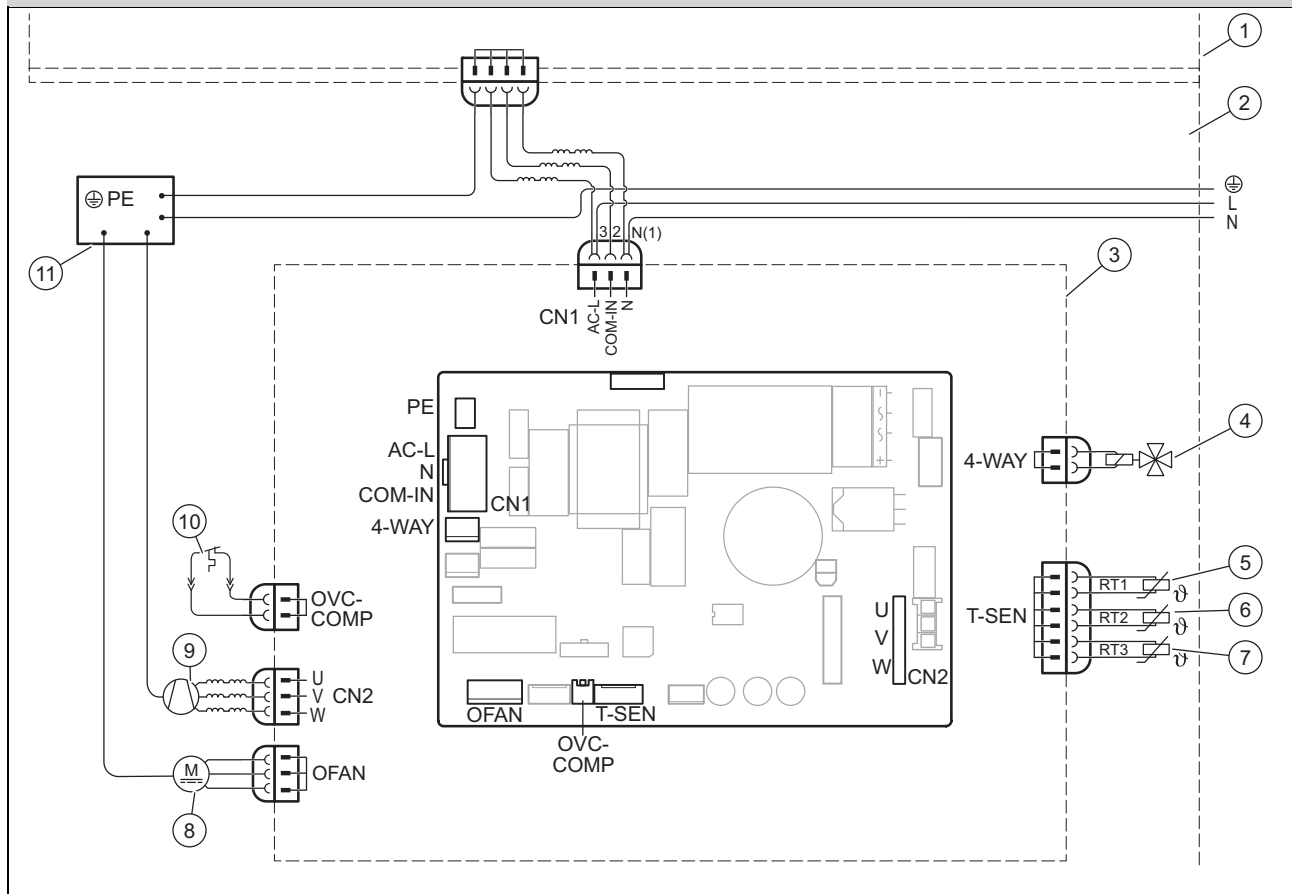 1
2
PE
L
N
11
3 2 N(1)
3
CN1
AC-L
COM-IN
N
PE
AC-L
N
COM-IN
CN1
4-WAY
4-WAY
4
10
OVC-
COMP
U
V
W
CN2
T-SEN
RT1
ϑ
5
RT2
ϑ
6
RT3
ϑ
7
9
U
V CN2
W
OFAN
T-SEN
OVC-
COMP
M
OFAN
8